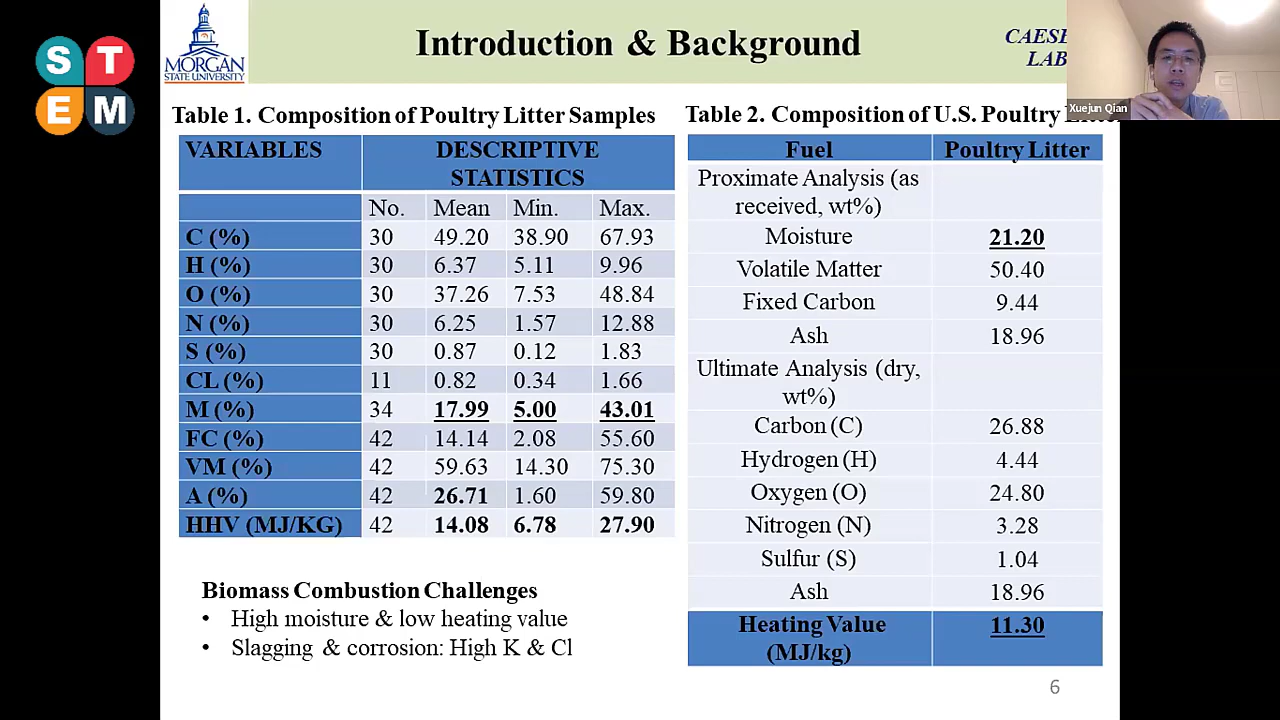 S T
E M
MORGAN
STATE UNIVERSITY
Introduction & Background
LAB
Xuejun Qian
Table 1. Composition of Poultry Litter Samples
VARIABLES DESCRIPTIVE
STATISTICS
No. Mean Min. Max.
C (%) 30 49.20 38.90 67.93
H (%) 30 6.37 5.11 9.96
O (%) 30 37.26 7.53 48.84
N (%) 30 6.25 1.57 12.88
S (%) 30 0.87 0.12 1.83
CL (%) 11 0.82 0.34 1.66
M (%) 34 17.99 5.00 43.01
FC (%) 42 14.14 2.08 55.60
VM (%) 42 59.63 14.30 75.30
A (%) 42 26.71 1.60 59.80
HHV (MJ/KG) 42 14.08 6.78 27.90
Biomass Combustion Challenges
• High moisture & low heating value
• Slagging & corrosion: High K & Cl
Table 2. Composition of U.S. Poultry
Fuel Poultry Litter
Proximate Analysis (as
received, wt%)
Moisture 21.20
Volatile Matter 50.40
Fixed Carbon 9.44
Ash 18.96
Ultimate Analysis (dry,
wt%)
Carbon (C) 26.88
Hydrogen (H) 4.44
Oxygen (O) 24.80
Nitrogen (N) 3.28
Sulfur (S) 1.04
Ash 18.96
Heating Value 11.30
(MJ/kg)
6